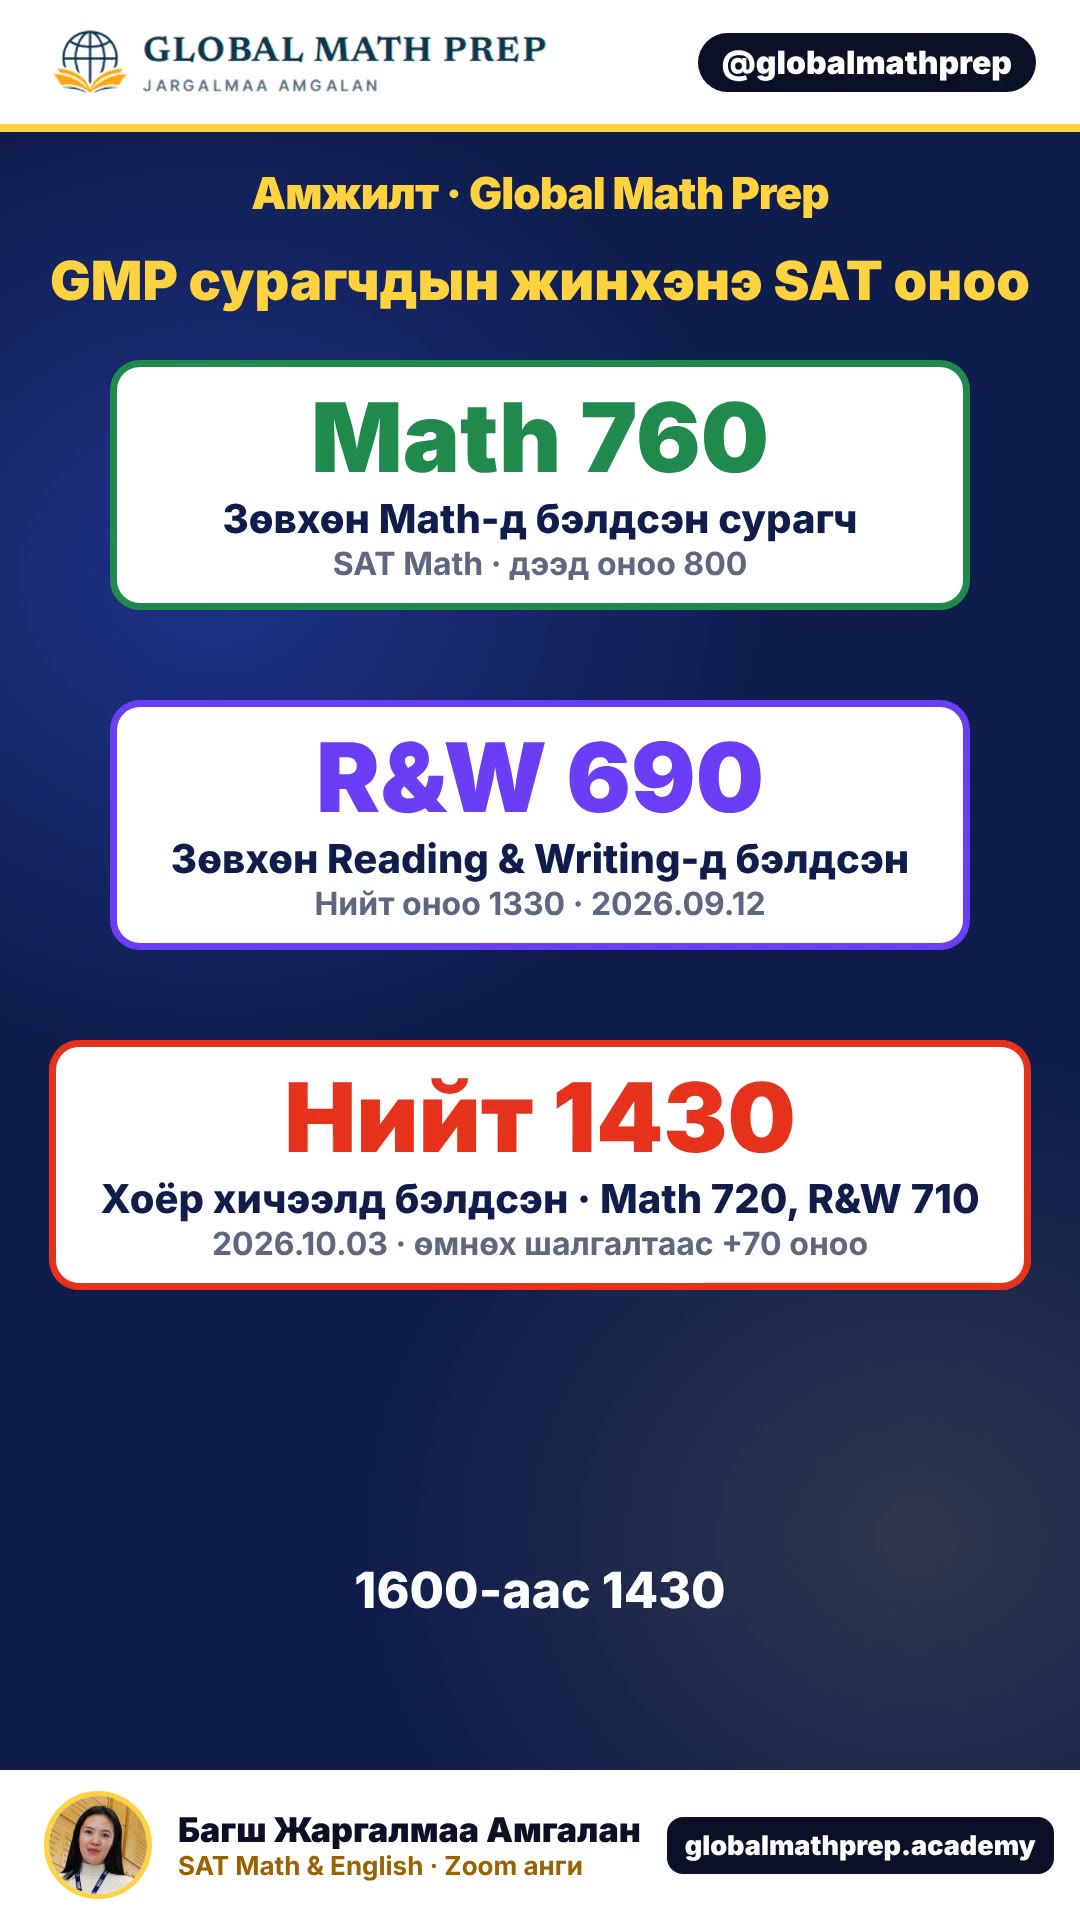 GLOBAL MATH PREP
JARGALMAA AMGALAN
@globalmathprep
Амжилт · Global Math Prep
GMP сурагчдын жинхэнэ SAT оноо
Math 760
Зөвхөн Math-д бэлдсэн сурагч
SAT Math · дээд оноо 800
R&W 690
Зөвхөн Reading & Writing-д бэлдсэн
Нийт оноо 1330 · 2026.09.12
Нийт 1430
Хоёр хичээлд бэлдсэн · Math 720, R&W 710
2026.10.03 · өмнөх шалгалтаас +70 оноо
1600-аас 1430
Багш Жаргалмаа Амгалан
SAT Math & English · Zoom анги
globalmathprep.academy